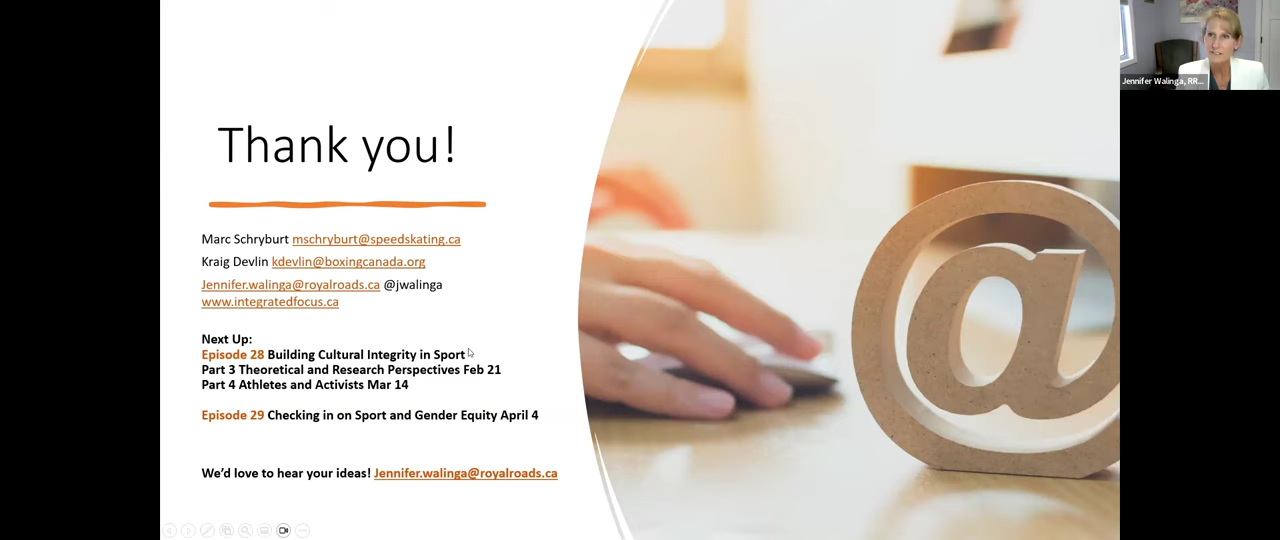 Thank you!
Marc Schryburt mschryburt@speedskating.ca
Kraig Devlin kdevlin@boxingcanada.org
Jennifer.walinga@royalroads.ca @jwalinga
www.integratedfocus.ca
Next Up:
Episode 28 Building Cultural Integrity in Sport
Part 3 Theoretical and Research Perspectives Feb 21
Part 4 Athletes and Activists Mar 14
Episode 29 Checking in on Sport and Gender Equity April 4
We'd love to hear your ideas! Jennifer.walinga@royalroads.ca
@
Jennifer Walinga, RR...